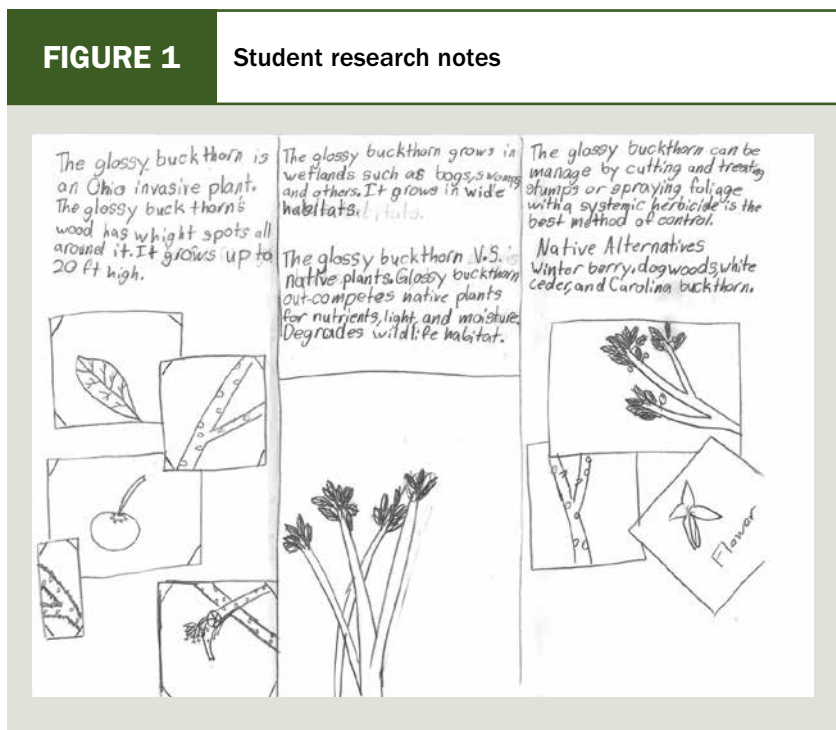 FIGURE 1
Student research notes
The glossy buckthorn is
an Ohio invasive plant.
The glossy buck thorn's
wood has whight spots all
around it. It grows up to
20 ft high.
The glossy buckthorn grows in
wetlands such as bogs, swomps
and others. It grows in wide
habitats.
The glossy buckthorn V.S.
native plants. Glossy buckthorn
out-competes native plants
for nutrients, light, and moisture.
Degrades wildlife habitat.
The glossy buckthorn can be
manage by cutting and treating
stumps or spraying foliage
with a systemic herbicide is the
best method of control.
Native Alternatives
Winter berry, dogwoods, white
ceder, and Carolina buckthorn.
Flower